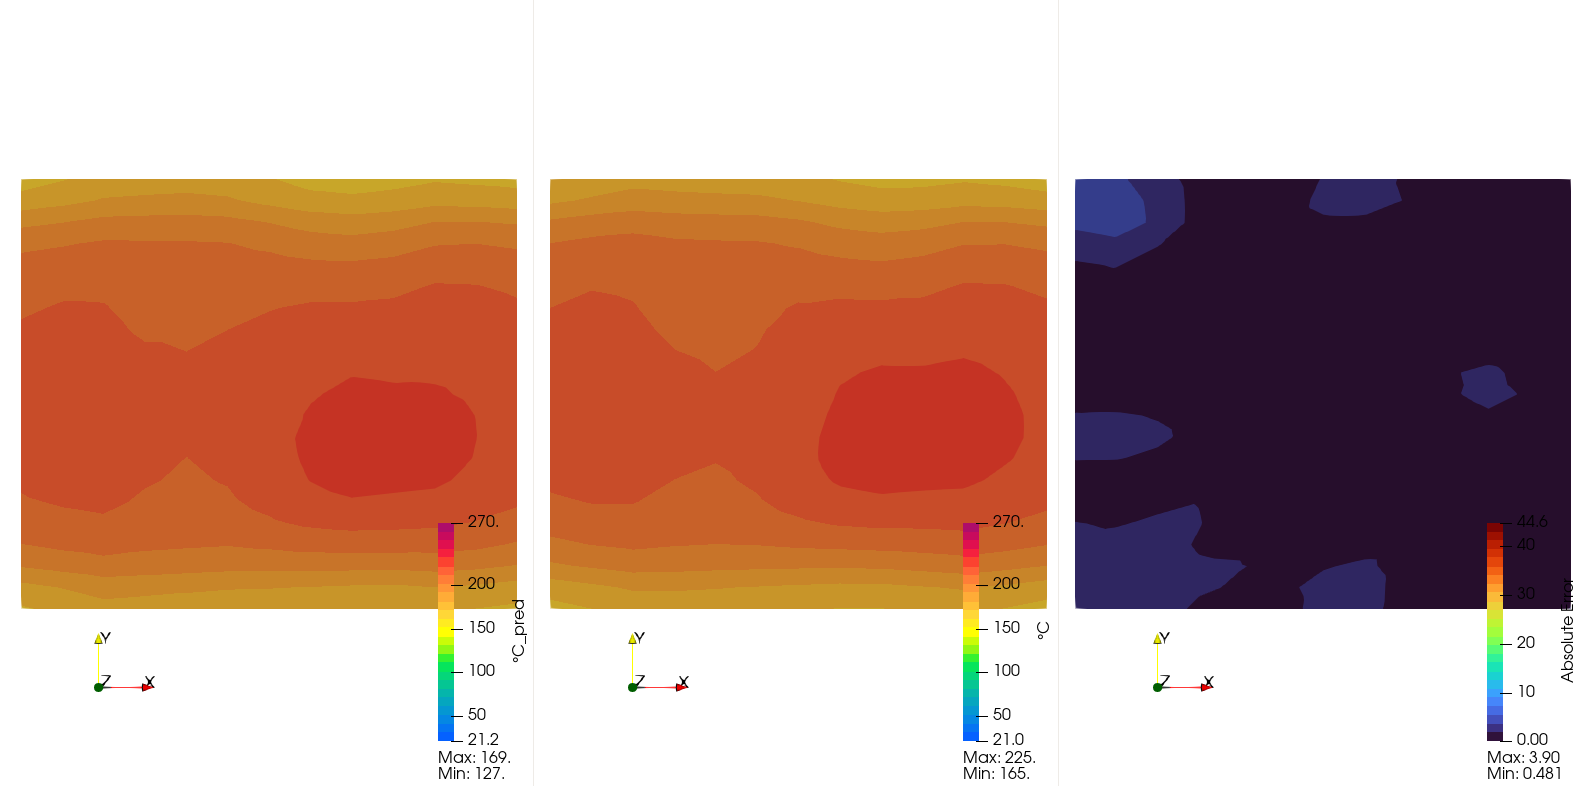 270.
200
150
100
50
21.2
°C_pred
Max: 169.
Min: 127.
Y
Z
X
270.
200
150
100
50
21.0
°C
Max: 225.
Min: 165.
Y
Z
X
44.6
40
30
20
10
0.00
Absolute Error
Max: 3.90
Min: 0.481
Y
Z
X